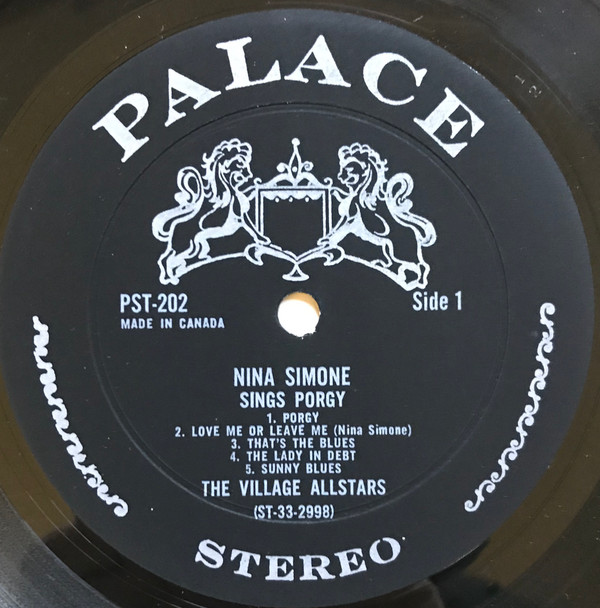 PALACE
PST-202
Side 1
MADE IN CANADA
NINA SIMONE
SINGS PORGY
1. PORGY
2. LOVE ME OR LEAVE ME (Nina Simone)
3. THAT'S THE BLUES
4. THE LADY IN DEBT
5. SUNNY BLUES
THE VILLAGE ALLSTARS
(ST-33-2998)
STEREO